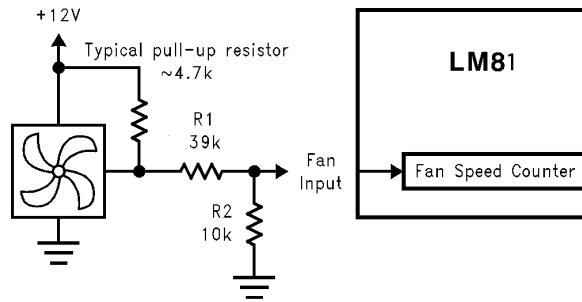 +12V
Typical pull-up resistor
~4.7k
R1
39k
R2
10k
Fan
Input
LM81
Fan Speed Counter